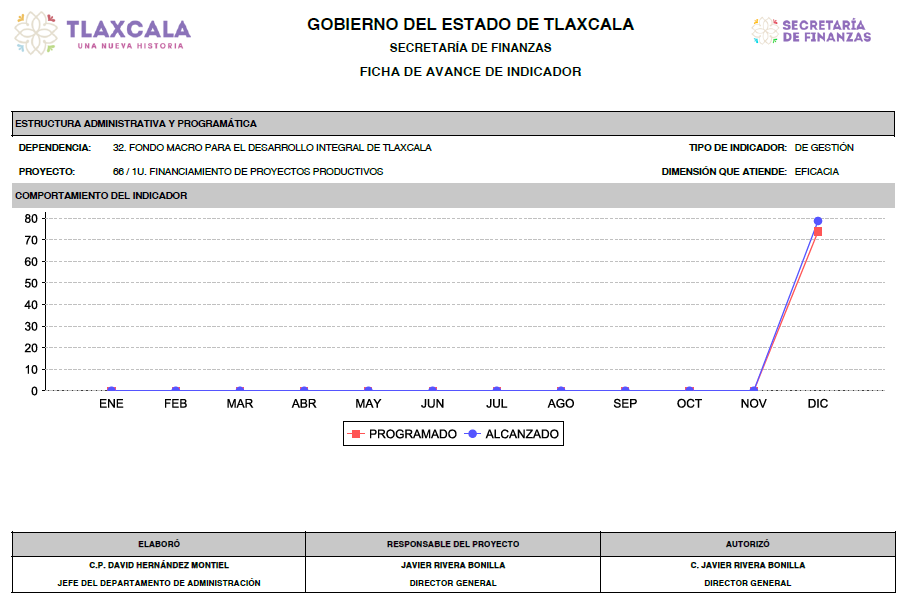 TLAXCALA
UNA NUEVA HISTORIA
GOBIERNO DEL ESTADO DE TLAXCALA
SECRETARÍA DE FINANZAS
FICHA DE AVANCE DE INDICADOR
SECRETARÍA
DE FINANZAS
ESTRUCTURA ADMINISTRATIVA Y PROGRAMÁTICA
DEPENDENCIA: 32. FONDO MACRO PARA EL DESARROLLO INTEGRAL DE TLAXCALA TIPO DE INDICADOR: DE GESTIÓN
PROYECTO: 66 / 1U. FINANCIAMIENTO DE PROYECTOS PRODUCTIVOS DIMENSIÓN QUE ATIENDE: EFICACIA
COMPORTAMIENTO DEL INDICADOR
80
70
60
50
40
30
20
10
0
ENE FEB MAR ABR MAY JUN JUL AGO SEP OCT NOV DIC
PROGRAMADO ALCANZADO
ELABORÓ RESPONSABLE DEL PROYECTO AUTORIZÓ
C.P. DAVID HERNÁNDEZ MONTIEL JAVIER RIVERA BONILLA C. JAVIER RIVERA BONILLA
JEFE DEL DEPARTAMENTO DE ADMINISTRACIÓN DIRECTOR GENERAL DIRECTOR GENERAL